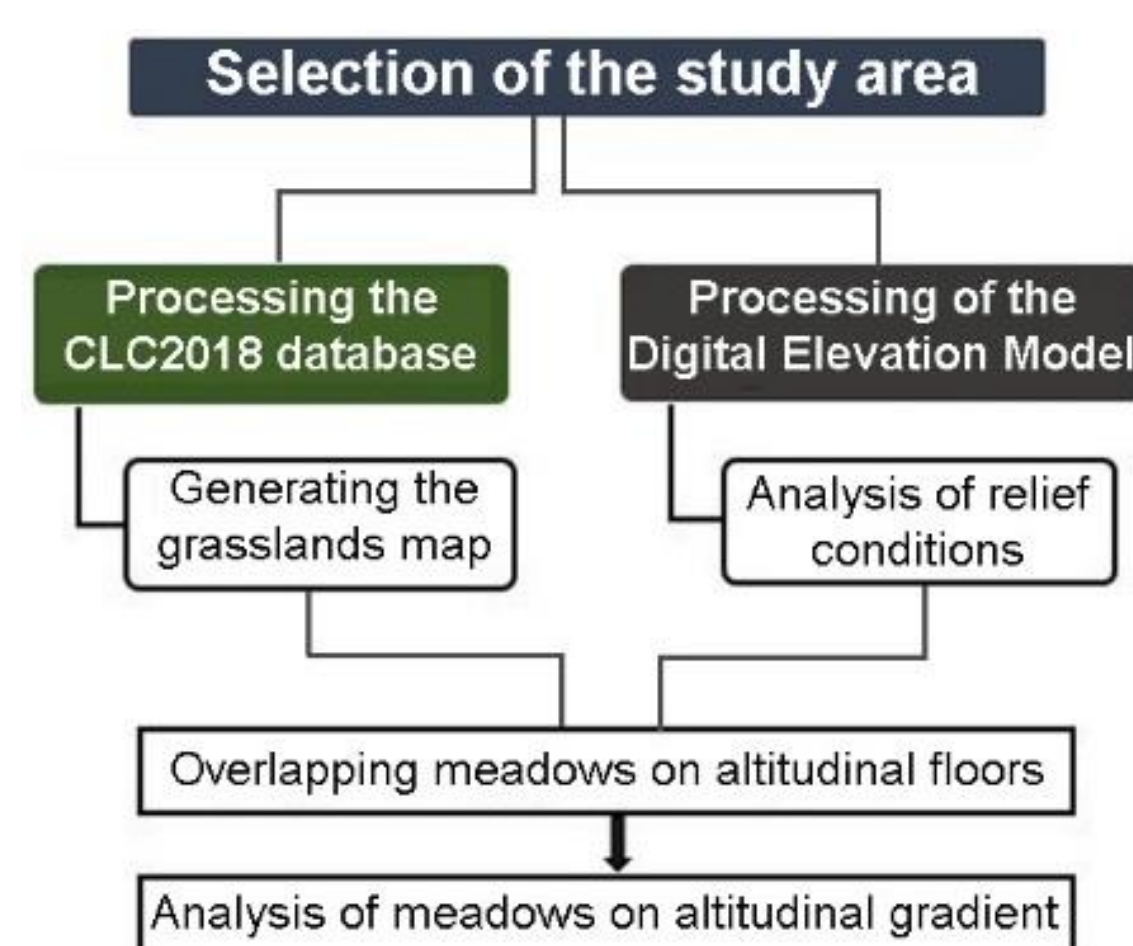 Selection of the study area
Processing the
CLC2018 database
Processing of the
Digital Elevation Model
Generating the
grasslands map
Analysis of relief
conditions
Overlapping meadows on altitudinal floors
Analysis of meadows on altitudinal gradient